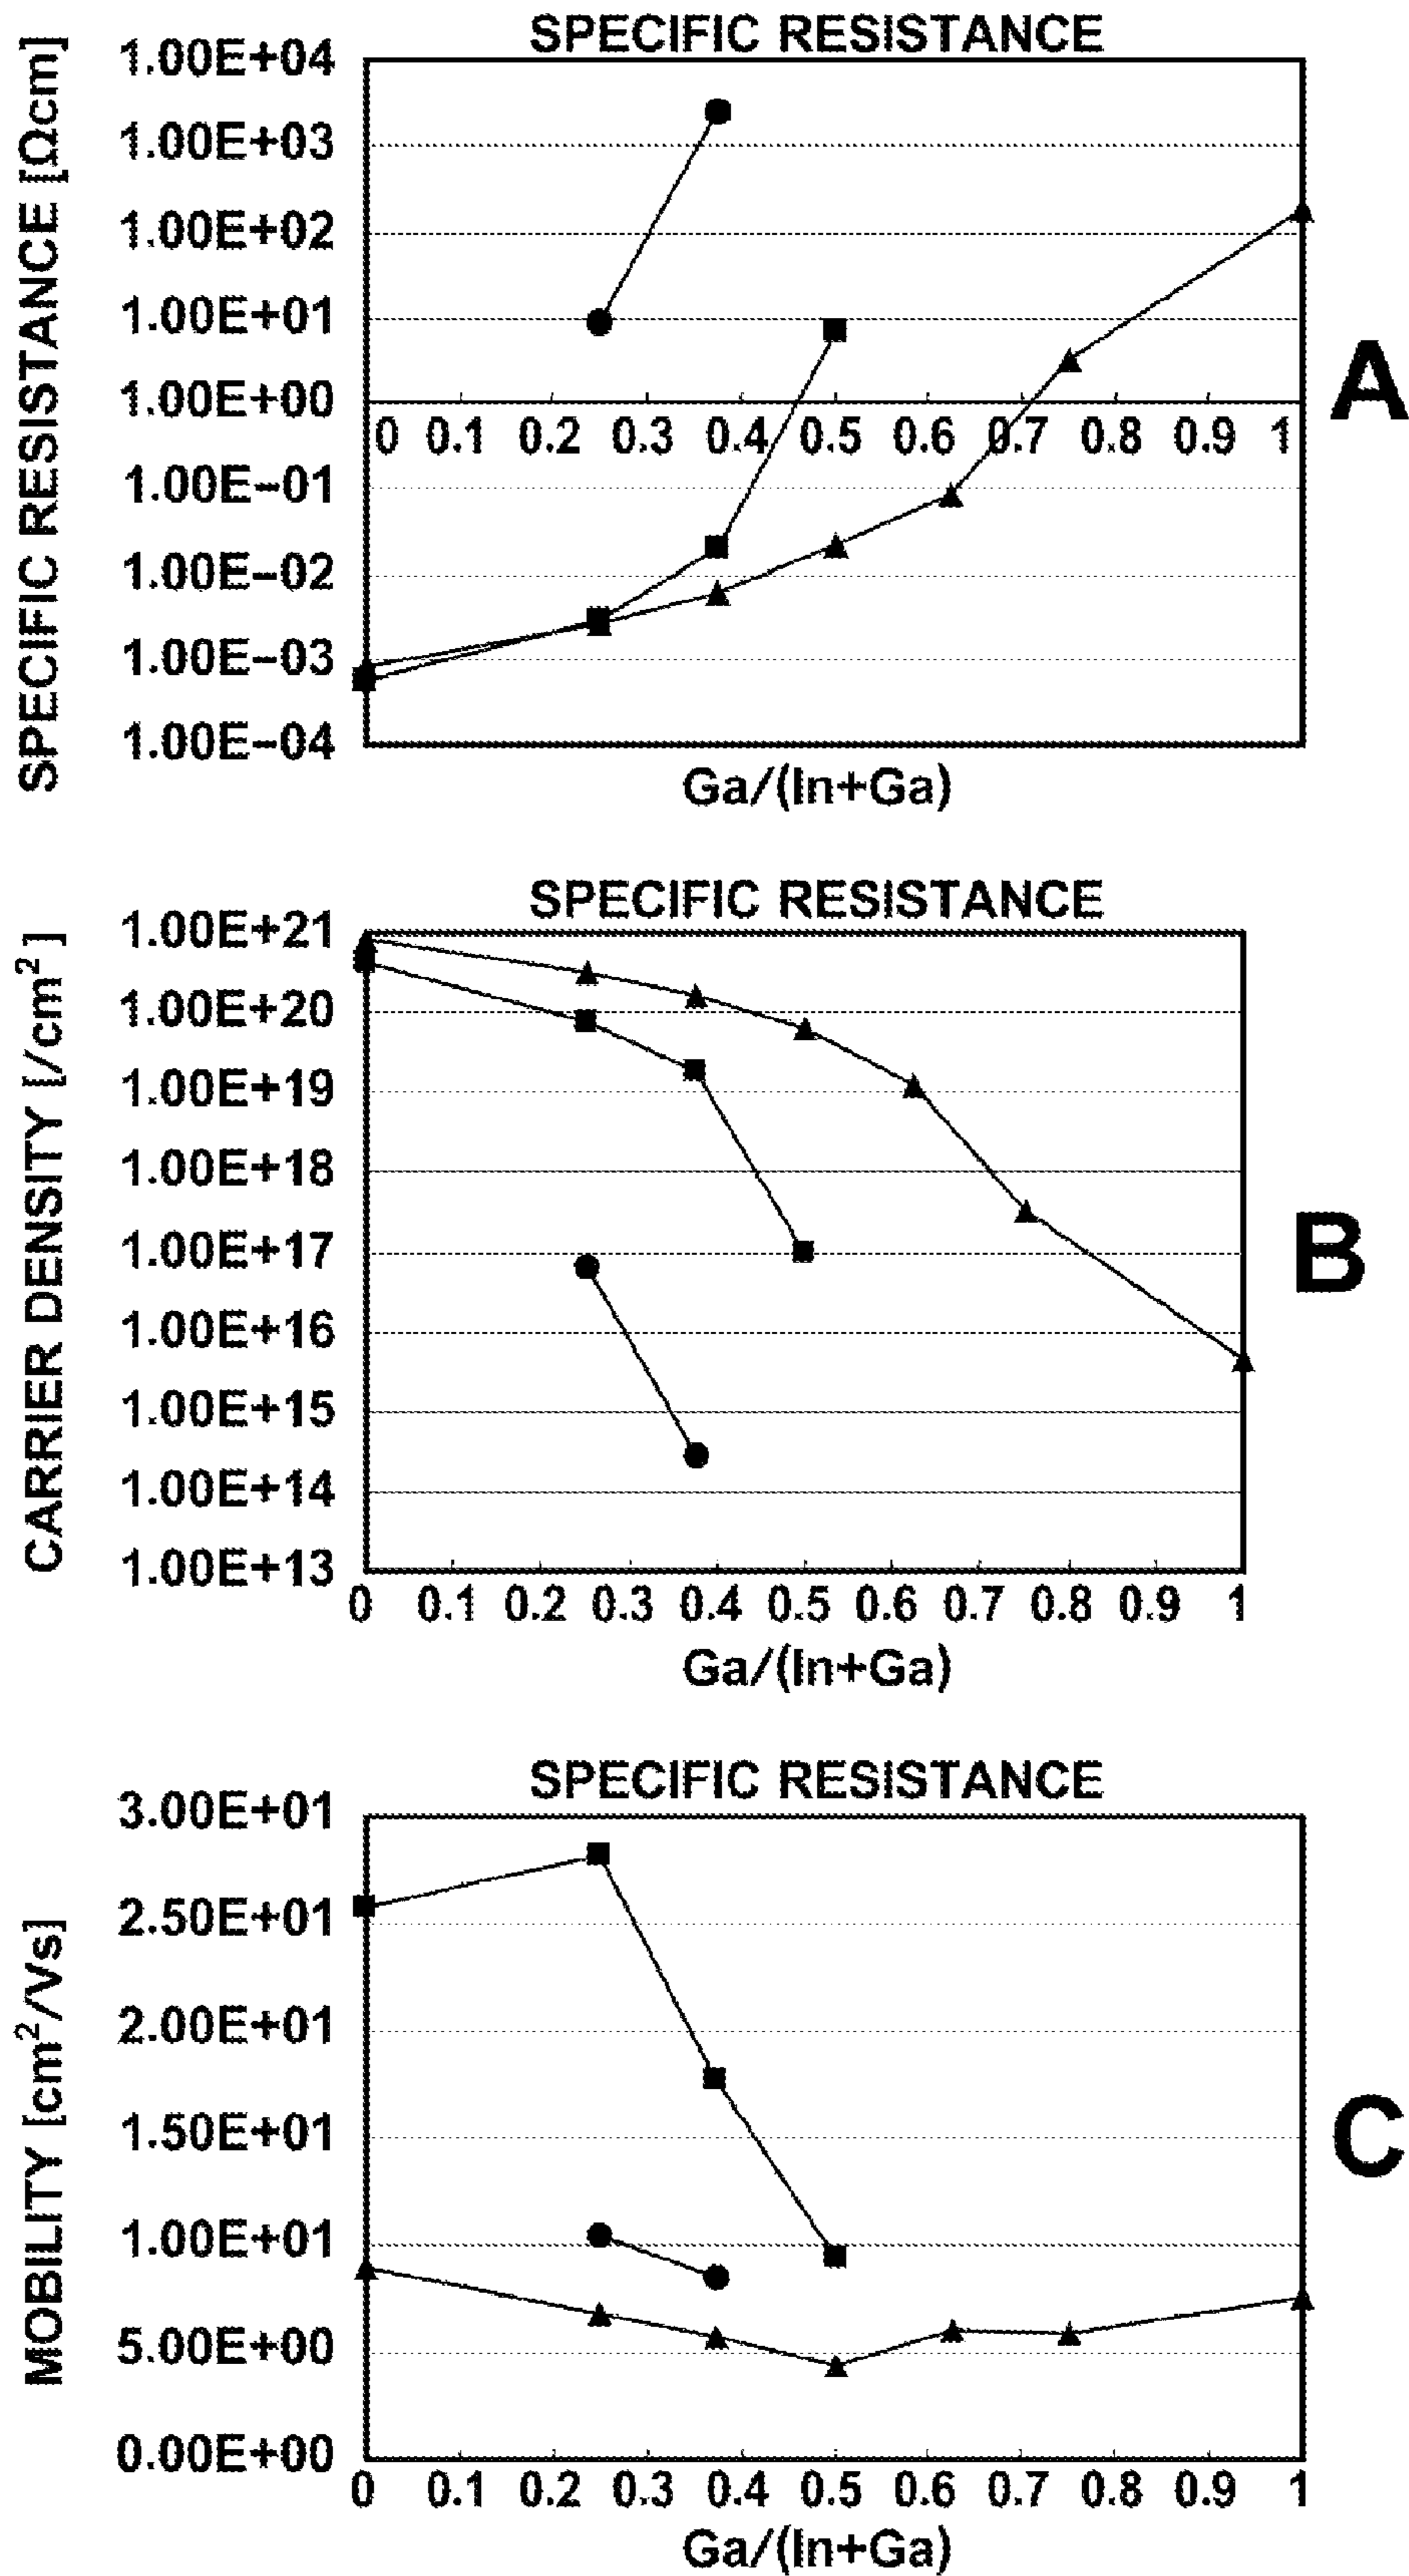 SPECIFIC RESISTANCE
SPECIFIC RESISTANCE [Ωcm]
1.00E+04
1.00E+03
1.00E+02
1.00E+01
1.00E+00
1.00E−01
1.00E−02
1.00E−03
1.00E−04
0 0.1 0.2 0.3 0.4 0.5 0.6 0.7 0.8 0.9 1
Ga/(In+Ga)
A
SPECIFIC RESISTANCE
CARRIER DENSITY [/cm²]
1.00E+21
1.00E+20
1.00E+19
1.00E+18
1.00E+17
1.00E+16
1.00E+15
1.00E+14
1.00E+13
0 0.1 0.2 0.3 0.4 0.5 0.6 0.7 0.8 0.9 1
Ga/(In+Ga)
B
SPECIFIC RESISTANCE
MOBILITY [cm²/Vs]
3.00E+01
2.50E+01
2.00E+01
1.50E+01
1.00E+01
5.00E+00
0.00E+00
0 0.1 0.2 0.3 0.4 0.5 0.6 0.7 0.8 0.9 1
Ga/(In+Ga)
C